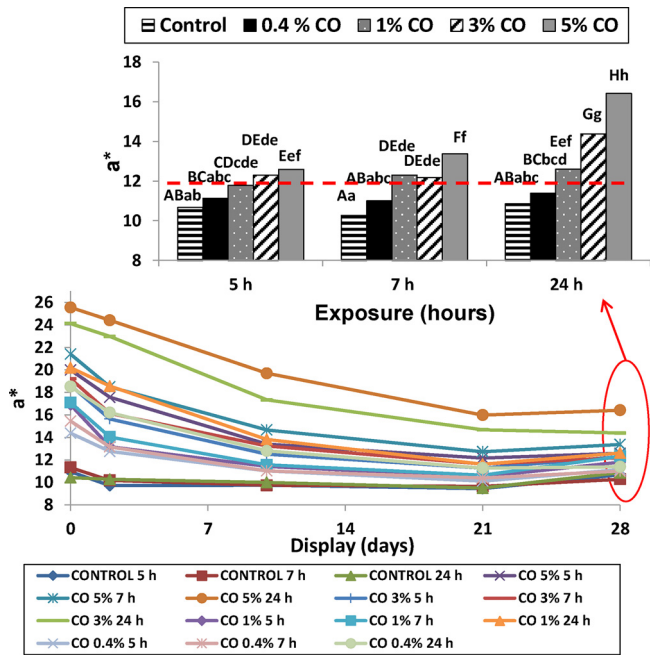 Control 0.4 % CO 1% CO 3% CO 5% CO
18
16
14
12
10
8
a*
ABab BCabc CDcde DEde Eef
Aa ABabc DEde DEde Ff
ABabc BCbcd Eef Gg Hh
5 h 7 h 24 h
Exposure (hours)
26
24
22
20
18
16
14
12
10
8
a*
0 7 14 21 28
Display (days)
CONTROL 5 h CONTROL 7 h CONTROL 24 h CO 5% 5 h
CO 5% 7 h CO 5% 24 h CO 3% 5 h CO 3% 7 h
CO 3% 24 h CO 1% 5 h CO 1% 7 h CO 1% 24 h
CO 0.4% 5 h CO 0.4% 7 h CO 0.4% 24 h